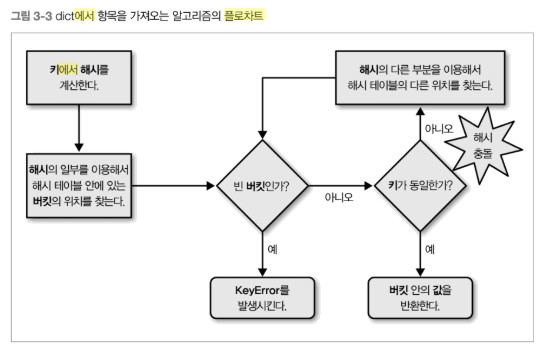 그림 3-3 dict에서 항목을 가져오는 알고리즘의 플로차트
키에서 해시를
계산한다.
해시의 다른 부분을 이용해서
해시 테이블의 다른 위치를 찾는다.
아니오
해시
충돌
해시의 일부를 이용해서
해시 테이블 안에 있는
버킷의 위치를 찾는다.
빈 버킷인가?
아니오
키가 동일한가?
예
예
KeyError를
발생시킨다.
버킷 안의 값을
반환한다.